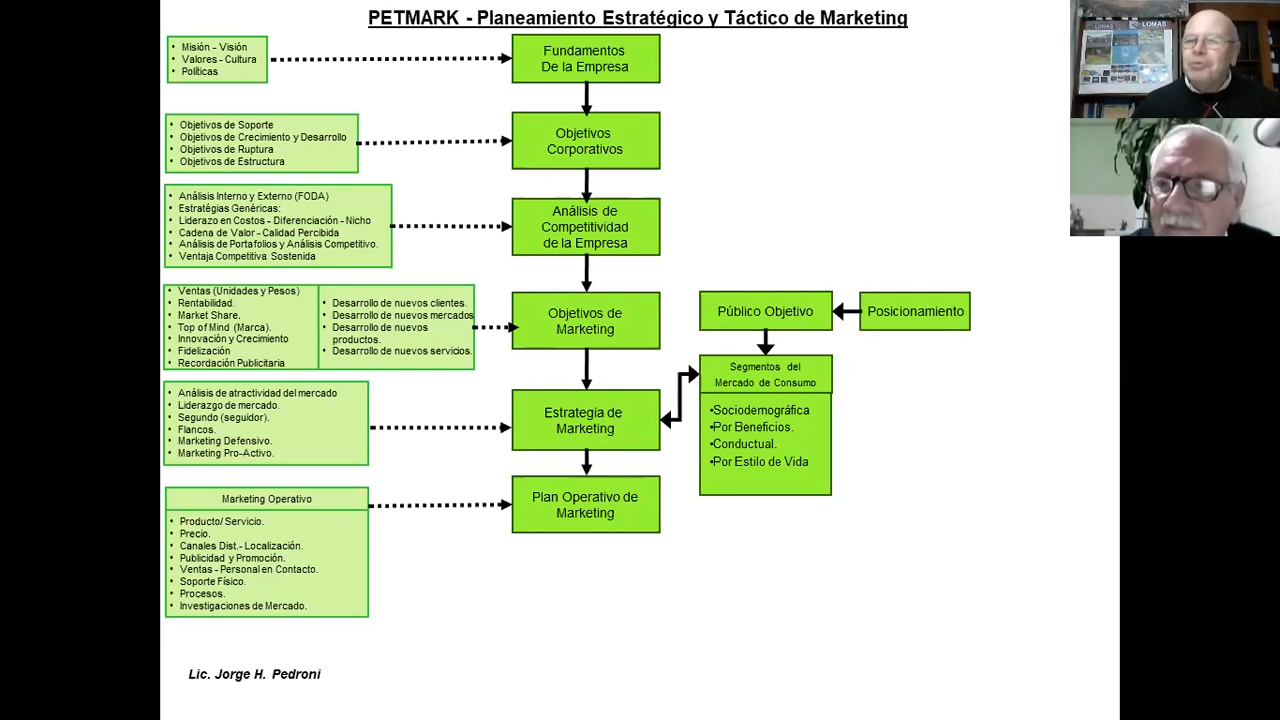 PETMARK - Planeamiento Estratégico y Táctico de Marketing
• Misión - Visión
• Valores - Cultura
• Políticas
Fundamentos
De la Empresa
• Objetivos de Soporte
• Objetivos de Crecimiento y Desarrollo
• Objetivos de Ruptura
• Objetivos de Estructura
Objetivos
Corporativos
• Análisis Interno y Externo (FODA)
• Estratégias Genéricas:
• Liderazo en Costos - Diferenciación - Nicho
• Cadena de Valor - Calidad Percibida
• Análisis de Portafolios y Análisis Competitivo.
• Ventaja Competitiva Sostenida
Análisis de
Competitividad
de la Empresa
• Ventas (Unidades y Pesos)
• Rentabilidad.
• Market Share.
• Top of Mind (Marca).
• Innovación y Crecimiento
• Fidelización
• Recordación Publicitaria
• Desarrollo de nuevos clientes.
• Desarrollo de nuevos mercados
• Desarrollo de nuevos
productos.
• Desarrollo de nuevos servicios.
Objetivos de
Marketing
Público Objetivo
Posicionamiento
Segmentos del
Mercado de Consumo
•Sociodemográfica
•Por Beneficios.
•Conductual.
•Por Estilo de Vida
• Análisis de atractividad del mercado
• Liderazgo de mercado.
• Segundo (seguidor).
• Flancos.
• Marketing Defensivo.
• Marketing Pro-Activo.
Estrategia de
Marketing
Marketing Operativo
• Producto/ Servicio.
• Precio.
• Canales Dist.- Localización.
• Publicidad y Promoción.
• Ventas - Personal en Contacto.
• Soporte Físico.
• Procesos.
• Investigaciones de Mercado.
Plan Operativo de
Marketing
Lic. Jorge H. Pedroni
LOMAS
LOMAS